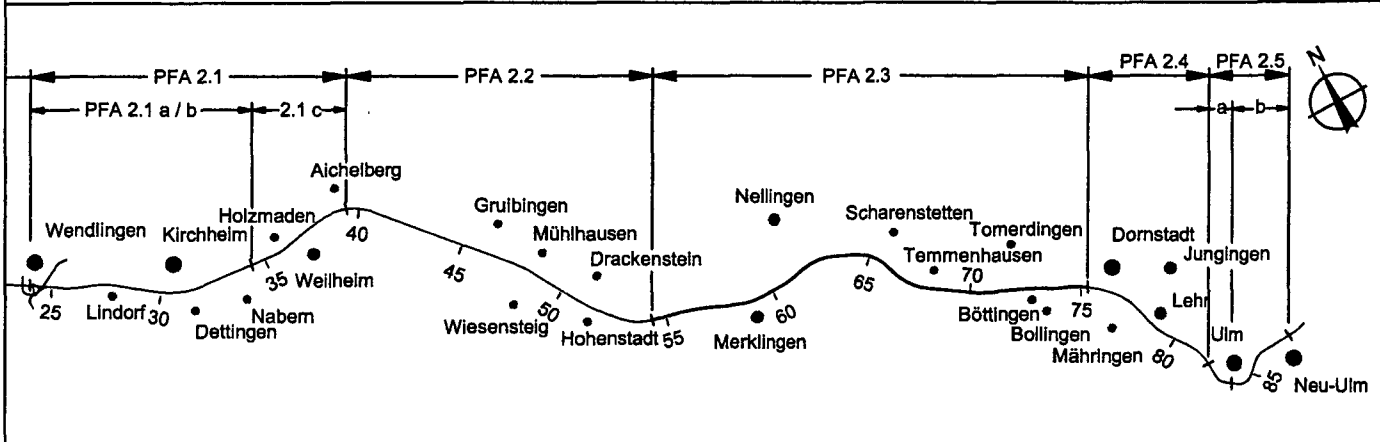 PFA 2.1
PFA 2.2
PFA 2.3
PFA 2.4
PFA 2.5
N
PFA 2.1 a / b
2.1 c
a
b
Aichelberg
Wendlingen
Kirchheim
Holzmaden
40
Gruibingen
Mühlhausen
Drackenstein
Nellingen
Scharenstetten
Tomerdingen
Temmenhausen
Dornstadt
Jungingen
25
Lindorf
30
Dettingen
Nabern
35
Weilheim
45
Wiesensteig
50
Hohenstadt
55
Merklingen
60
65
70
Böttingen
Bollingen
75
Mähringen
Lehr
80
Ulm
85
Neu-Ulm